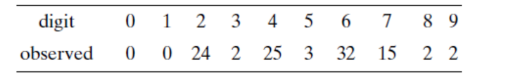 digit 0 1 2 3 4 5 6 7 8 9
observed 0 0 24 2 25 3 32 15 2 2